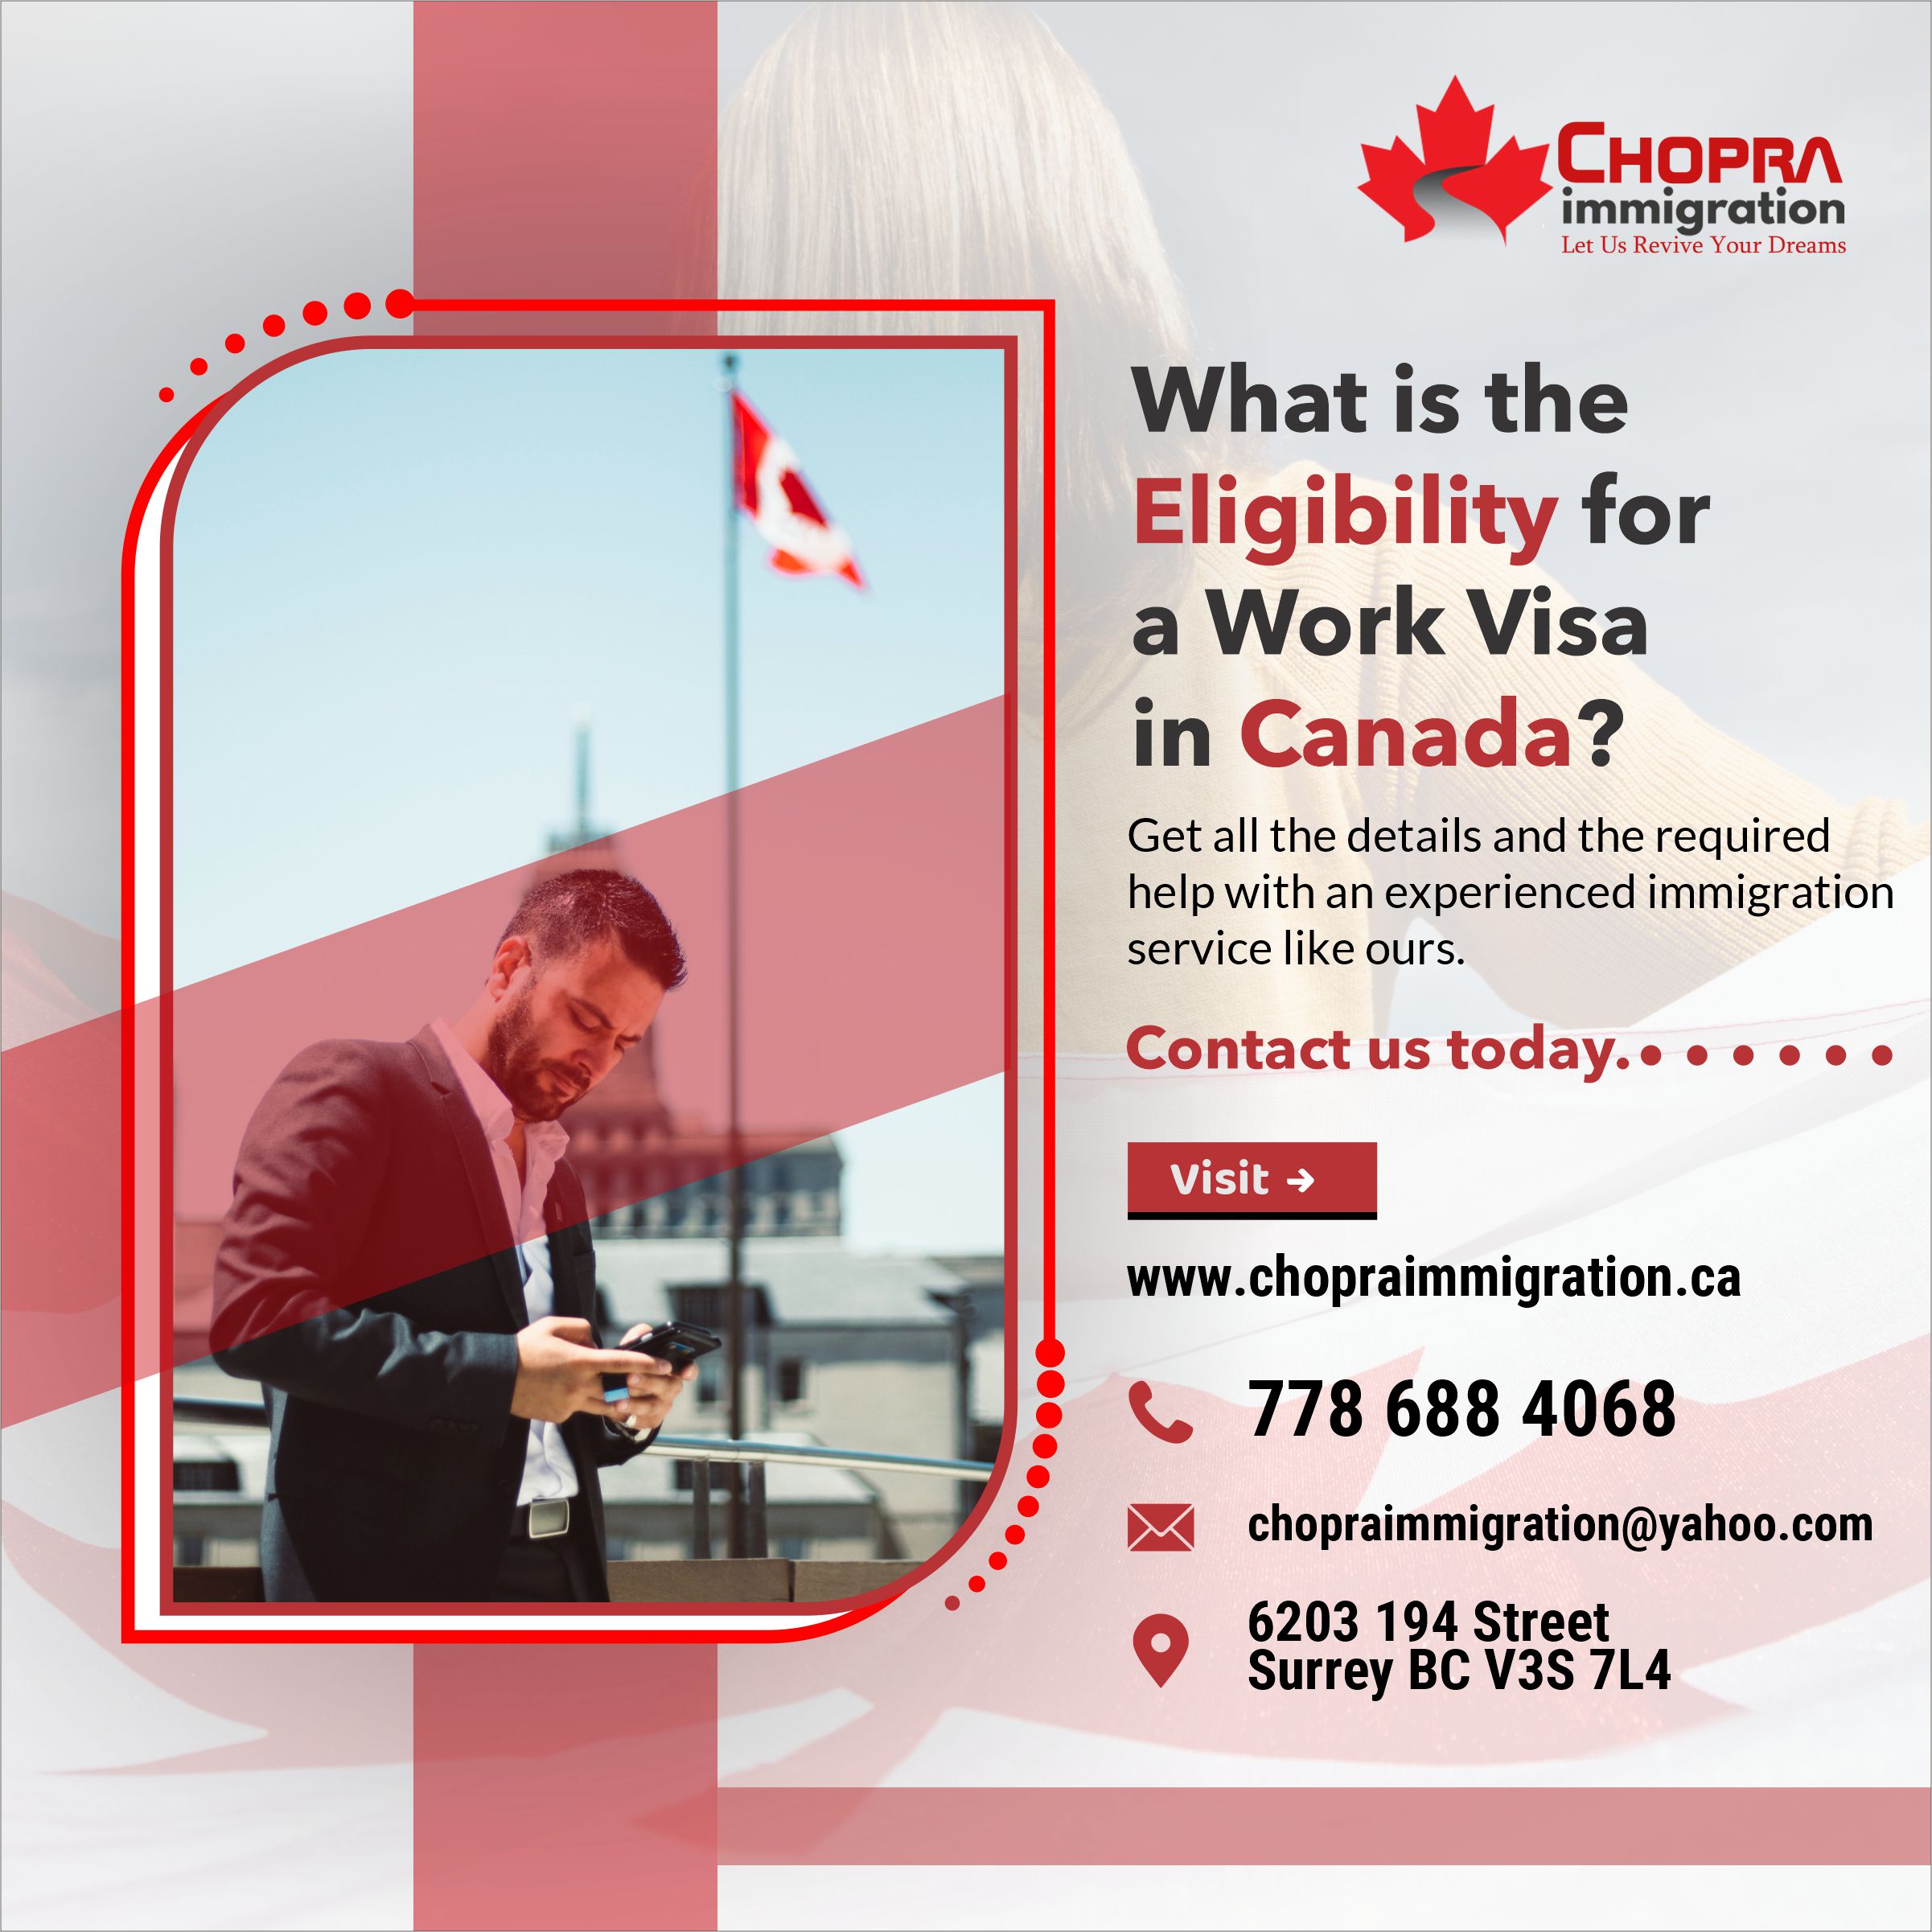 CHOPRA
immigration
Let Us Revive Your Dreams
What is the
Eligibility for
a Work Visa
in Canada?
Get all the details and the required
help with an experienced immigration
service like ours.
Contact us today.
Visit →
www.chopraimmigration.ca
778 688 4068
chopraimmigration@yahoo.com
6203 194 Street
Surrey BC V3S 7L4